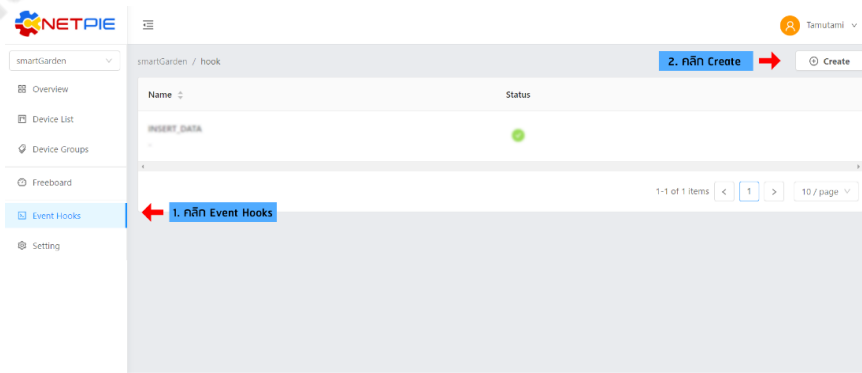 NETPIE
Tamutami
smartGarden
smartGarden / hook
2. คลิก Create
Create
Overview
Name
Status
Device List
INSERT_DATA
Device Groups
Freeboard
1-1 of 1 items < 1 > 10 / page
Event Hooks
1. คลิก Event Hooks
Setting